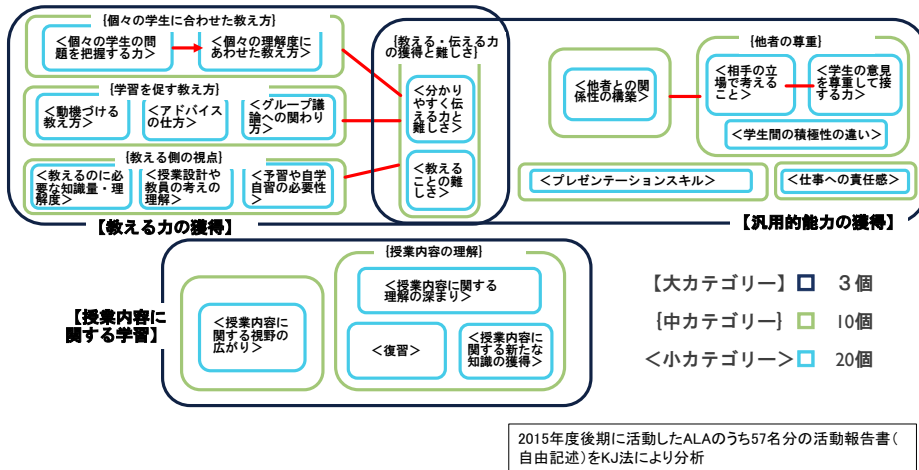 {個々の学生に合わせた教え方}
<個々の学生の問
題を把握する力>
<個々の理解度に
あわせた教え方>
{学習を促す教え方}
<動機づける
教え方>
<アドバイス
の仕方>
<グループ議
論への関わり
方>
{教える側の視点}
<教えるのに必
要な知識量・理
解度>
<授業設計や
教員の考えの
理解>
<予習や自学
自習の必要
性>
【教える力の獲得】
{教える・伝える力
の獲得と難しさ}
<分かり
やすく伝
える力と
難しさ>
<教える
ことの難
しさ>
<他者との関
係性の構築>
{他者の尊重}
<相手の立
場で考える
こと>
<学生の意見
を尊重して接
する力>
<学生間の積極性の違い>
<プレゼンテーションスキル>
<仕事への責任感>
【汎用的能力の獲得】
【授業内容に
関する学習】
<授業内容に
関する視野の
広がり>
{授業内容の理解}
<授業内容に関する
理解の深まり>
<復習>
<授業内容に
関する新たな
知識の獲得>
【大カテゴリー】 3個
{中カテゴリー} 10個
<小カテゴリー> 20個
2015年度後期に活動したALAのうち57名分の活動報告書(
自由記述)をKJ法により分析